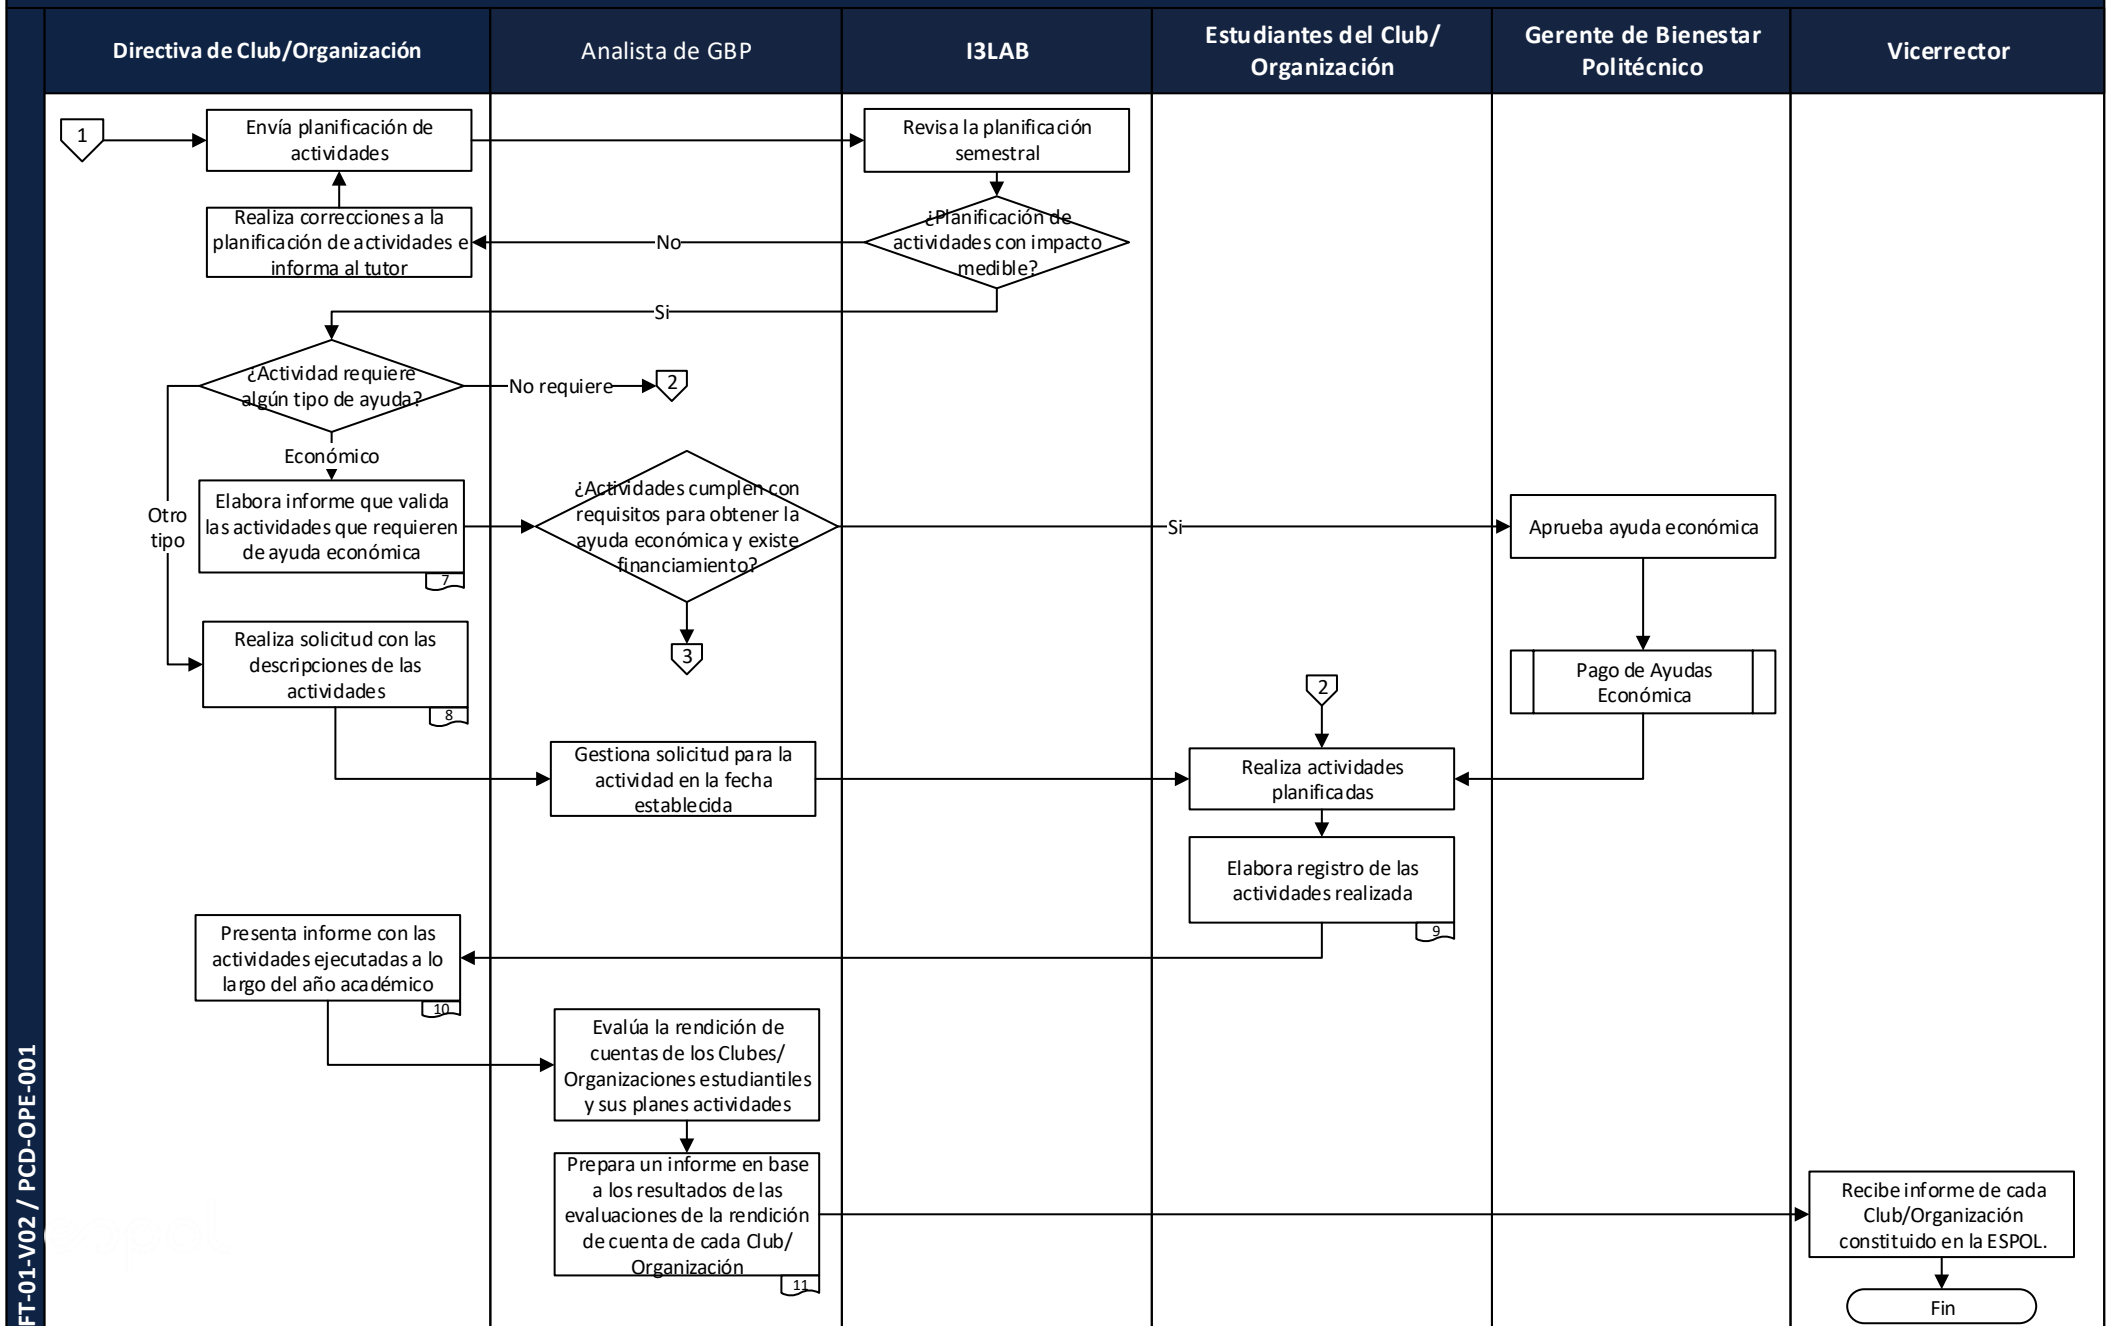 Directiva de Club/Organización
Analista de GBP
I3LAB
Estudiantes del Club/
Organización
Gerente de Bienestar
Politécnico
Vicerrector
1
Envía planificación de
actividades
Revisa la planificación
semestral
Realiza correcciones a la
planificación de actividades e
informa al tutor
No
¿Planificación de
actividades con impacto
medible?
Si
¿Actividad requiere
algún tipo de ayuda?
No requiere
2
Económico
Otro
tipo
Elabora informe que valida
las actividades que requieren
de ayuda económica
7
¿Actividades cumplen con
requisitos para obtener la
ayuda económica y existe
financiamiento?
Si
Aprueba ayuda económica
3
Realiza solicitud con las
descripciones de las
actividades
8
Pago de Ayudas
Económica
2
Gestiona solicitud para la
actividad en la fecha
establecida
Realiza actividades
planificadas
Elabora registro de las
actividades realizada
9
Presenta informe con las
actividades ejecutadas a lo
largo del año académico
10
Evalúa la rendición de
cuentas de los Clubes/
Organizaciones estudiantiles
y sus planes actividades
Prepara un informe en base
a los resultados de las
evaluaciones de la rendición
de cuenta de cada Club/
Organización
11
Recibe informe de cada
Club/Organización
constituido en la ESPOL.
Fin
FT-01-V02 / PCD-OPE-001